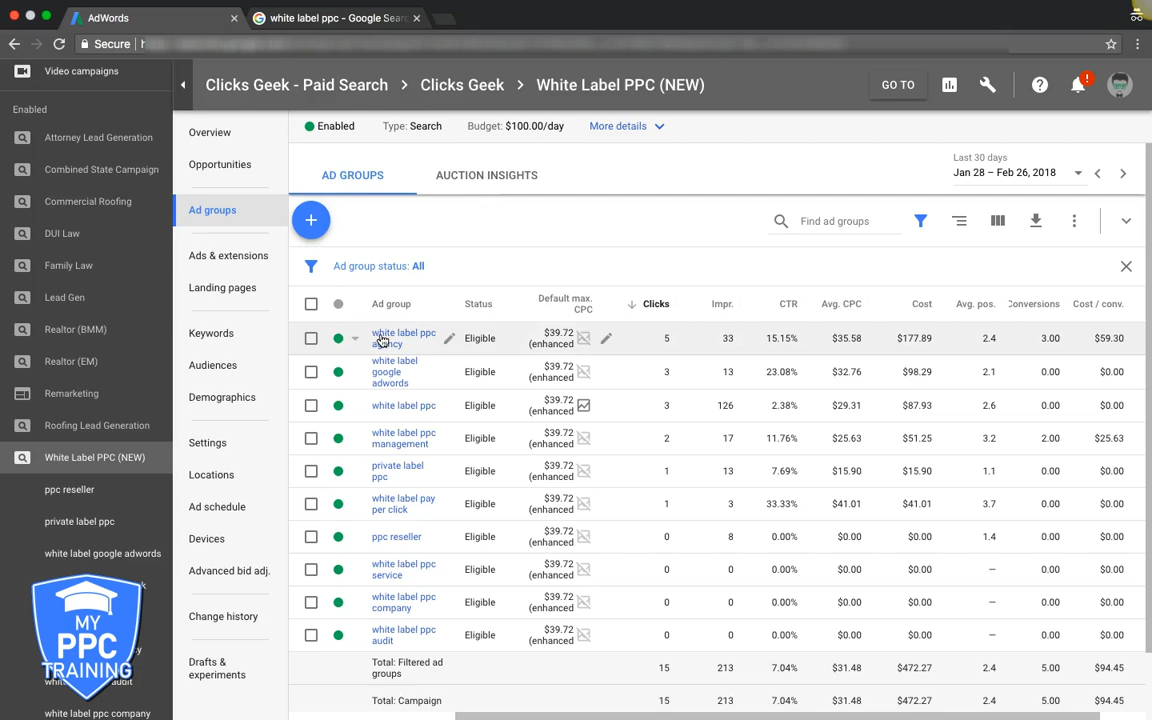 AdWords
white label ppc - Google Sear
Secure
Video campaigns
Clicks Geek - Paid Search
Clicks Geek
White Label PPC (NEW)
GO TO
Enabled
Attorney Lead Generation
Combined State Campaign
Commercial Roofing
DUI Law
Family Law
Lead Gen
Realtor (BMM)
Realtor (EM)
Remarketing
Roofing Lead Generation
White Label PPC (NEW)
ppc reseller
private label ppc
white label google adwords
white label ppc company
MY
PPC
TRAINING
Overview
Opportunities
Ad groups
Ads & extensions
Landing pages
Keywords
Audiences
Demographics
Settings
Locations
Ad schedule
Devices
Advanced bid adj.
Change history
Drafts &
experiments
Enabled Type: Search Budget: $100.00/day More details
AD GROUPS AUCTION INSIGHTS
Last 30 days
Jan 28 – Feb 26, 2018
Find ad groups
Ad group status: All
Ad group Status Default max. CPC Clicks Impr. CTR Avg. CPC Cost Avg. pos. Conversions Cost / conv.
white label ppc agency Eligible $39.72 (enhanced 5 33 15.15% $35.58 $177.89 2.4 3.00 $59.30
white label google adwords Eligible $39.72 (enhanced 3 13 23.08% $32.76 $98.29 2.1 0.00 $0.00
white label ppc Eligible $39.72 (enhanced 3 126 2.38% $29.31 $87.93 2.6 0.00 $0.00
white label ppc management Eligible $39.72 (enhanced 2 17 11.76% $25.63 $51.25 3.2 2.00 $25.63
private label ppc Eligible $39.72 (enhanced 1 13 7.69% $15.90 $15.90 1.1 0.00 $0.00
white label pay per click Eligible $39.72 (enhanced 1 3 33.33% $41.01 $41.01 3.7 0.00 $0.00
ppc reseller Eligible $39.72 (enhanced 0 8 0.00% $0.00 $0.00 1.4 0.00 $0.00
white label ppc service Eligible $39.72 (enhanced 0 0 0.00% $0.00 $0.00 – 0.00 $0.00
white label ppc company Eligible $39.72 (enhanced 0 0 0.00% $0.00 $0.00 – 0.00 $0.00
white label ppc audit Eligible $39.72 (enhanced 0 0 0.00% $0.00 $0.00 – 0.00 $0.00
Total: Filtered ad groups 15 213 7.04% $31.48 $472.27 2.4 5.00 $94.45
Total: Campaign 15 213 7.04% $31.48 $472.27 2.4 5.00 $94.45